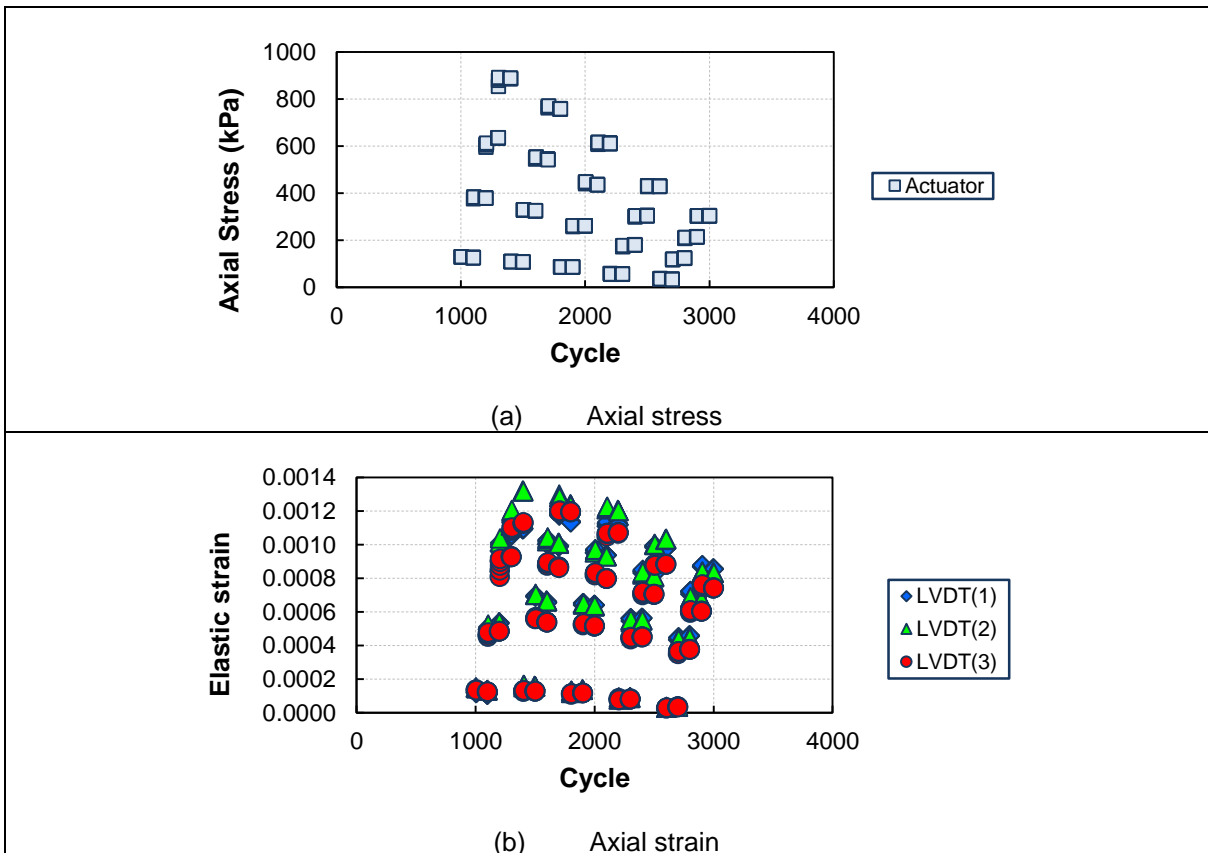 1000
800
600
400
200
0
Axial Stress (kPa)
0 1000 2000 3000 4000
Cycle
Actuator
(a) Axial stress
0.0014
0.0012
0.0010
0.0008
0.0006
0.0004
0.0002
0.0000
Elastic strain
0 1000 2000 3000 4000
Cycle
LVDT(1)
LVDT(2)
LVDT(3)
(b) Axial strain